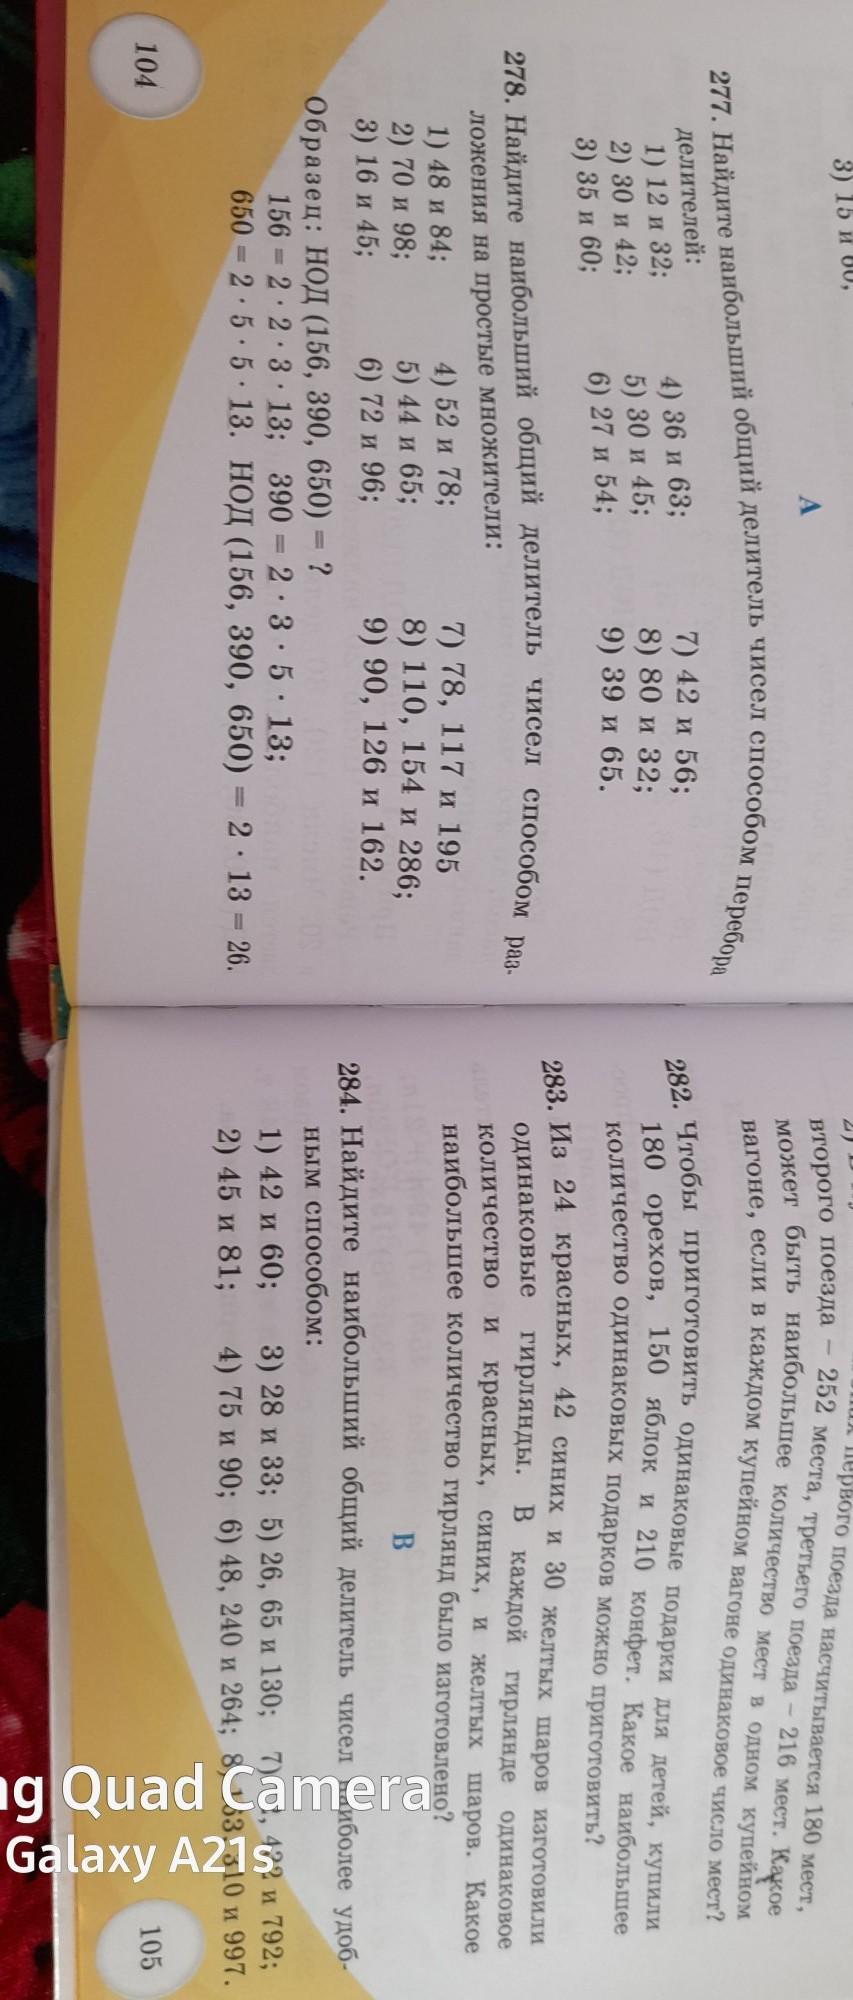 3) 15 и 60;
А
277. Найдите наибольший общий делитель чисел способом перебора
делителей:
1) 12 и 32; 4) 36 и 63; 7) 42 и 56;
2) 30 и 42; 5) 30 и 45; 8) 80 и 32;
3) 35 и 60; 6) 27 и 54; 9) 39 и 65.
278. Найдите наибольший общий делитель чисел способом раз-
ложения на простые множители:
1) 48 и 84; 4) 52 и 78; 7) 78, 117 и 195
2) 70 и 98; 5) 44 и 65; 8) 110, 154 и 286;
3) 16 и 45; 6) 72 и 96; 9) 90, 126 и 162.
Образец: НОД (156, 390, 650) = ?
156 = 2 · 2 · 3 · 13; 390 = 2 · 3 · 5 · 13;
650 = 2 · 5 · 5 · 13. НОД (156, 390, 650) = 2 · 13 = 26.
104
первого поезда насчитывается 180 мест,
второго поезда – 252 места, третьего поезда – 216 мест. Какое
может быть наибольшее количество мест в одном купейном
вагоне, если в каждом купейном вагоне одинаковое число мест?
282. Чтобы приготовить одинаковые подарки для детей, купили
180 орехов, 150 яблок и 210 конфет. Какое наибольшее
количество одинаковых подарков можно приготовить?
283. Из 24 красных, 42 синих и 30 желтых шаров изготовили
одинаковые гирлянды. В каждой гирлянде одинаковое
количество и красных, синих, и желтых шаров. Какое
наибольшее количество гирлянд было изготовлено?
В
284. Найдите наибольший общий делитель чисел наиболее удоб-
ным способом:
1) 42 и 60; 3) 28 и 33; 5) 26, 65 и 130; 7) и 792;
2) 45 и 81; 4) 75 и 90; 6) 48, 240 и 264; 8) и 997.
105
Quad Camera
Galaxy A21s